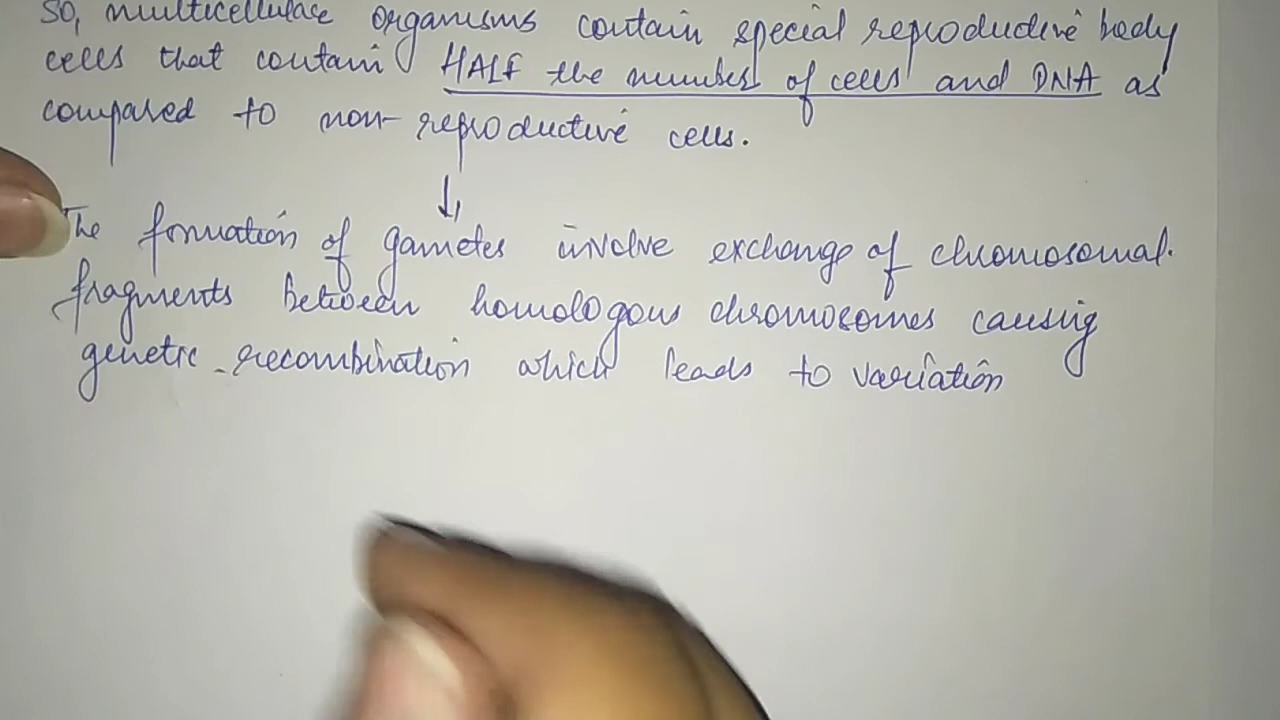 So, multicellular organisms contain special reproductive body
cells that contain HALF the number of cells and DNA as
compared to non-reproductive cells.
The formation of gametes involve exchange of chromosomal
fragments between homologous chromosomes causing
genetic recombination which leads to variation